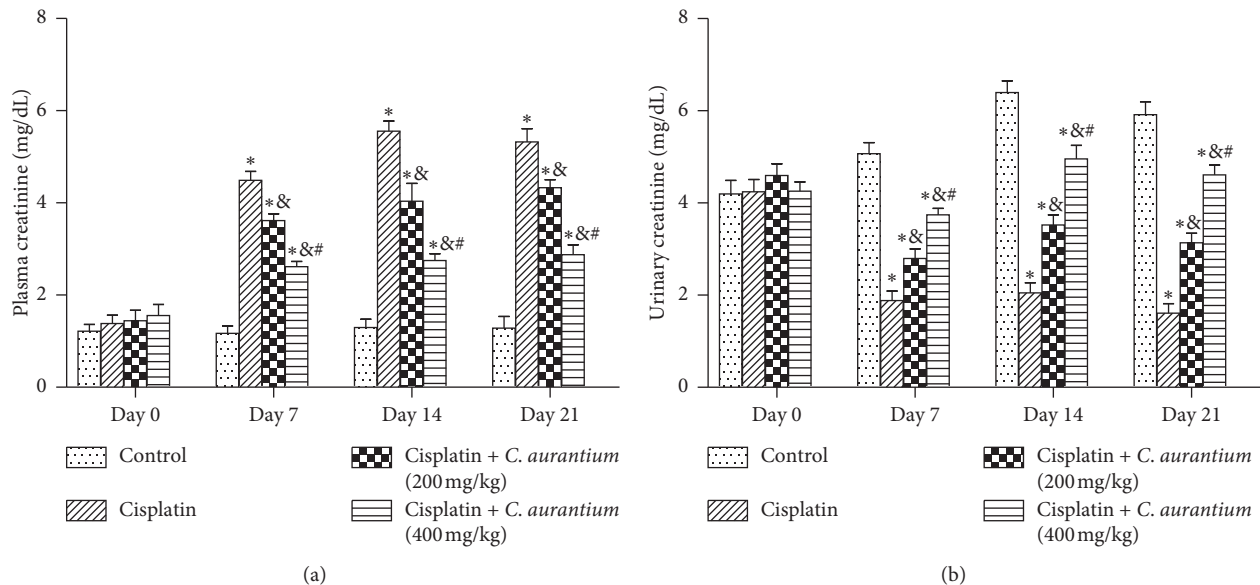 8
6
4
2
0
Plasma creatinine (mg/dL)
*
*&
*&#
*
*&
*&#
*
*&
*&#
Day 0 Day 7 Day 14 Day 21
Control
Cisplatin
Cisplatin + C. aurantium
(200 mg/kg)
Cisplatin + C. aurantium
(400 mg/kg)
(a)
8
6
4
2
0
Urinary creatinine (mg/dL)
*
*&
*&#
*
*&
*&#
*
*&
*&#
Day 0 Day 7 Day 14 Day 21
Control
Cisplatin
Cisplatin + C. aurantium
(200 mg/kg)
Cisplatin + C. aurantium
(400 mg/kg)
(b)